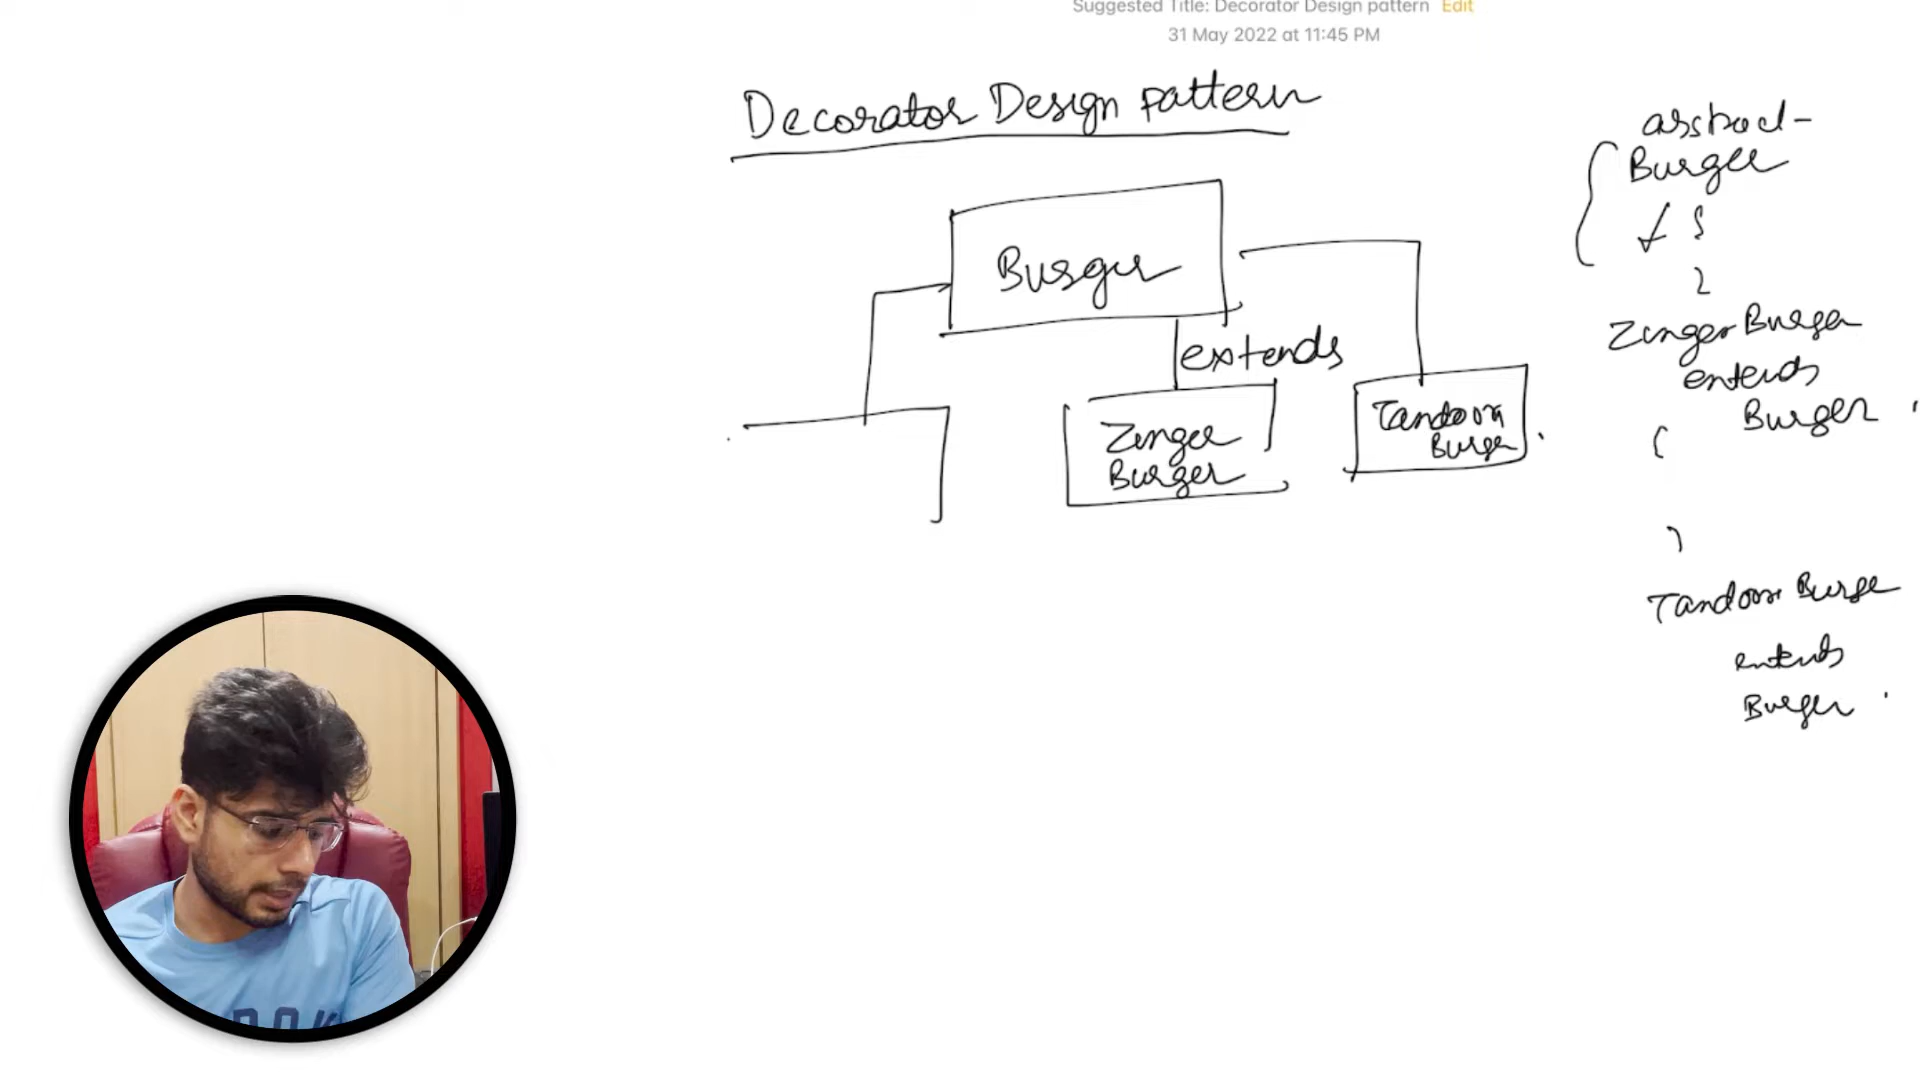 Suggested Title: Decorator Design pattern Edit
31 May 2022 at 11:45 PM
Decorator Design pattern
Burger
extends
Zinger
Burger
Tandoori
Burger
abstract
Burger
{
}
Zinger Burger
extends
Burger
{
}
Tandoori Burge
extends
Burger